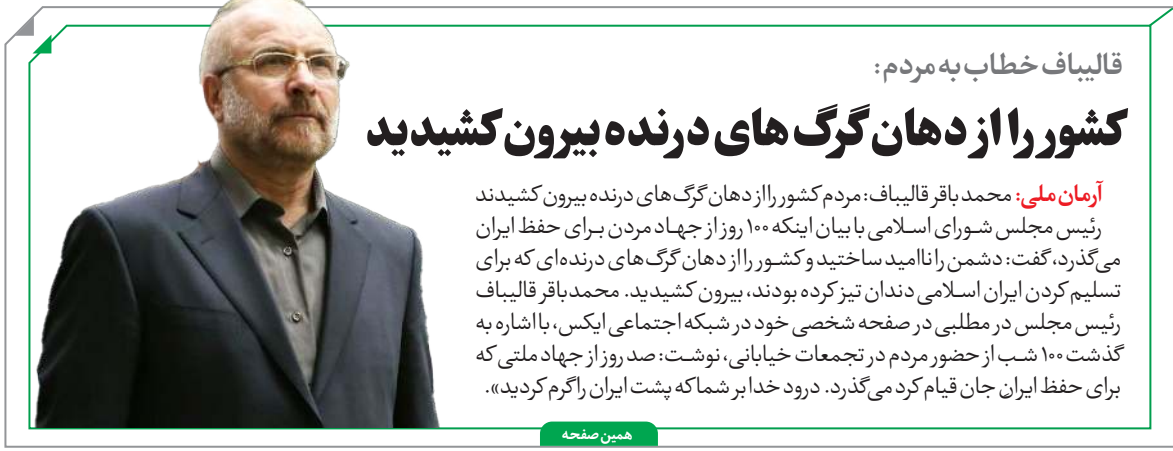 قالیباف خطاب به مردم:
کشور را از دهان گرگ های درنده بیرون کشیدید
آرمان ملی: محمد باقر قالیباف: مردم کشور رااز دهان گرگ های درنده بیرون کشیدند
رئیس مجلس شورای اسلامی با بیان اینکه ۱۰۰ روز از جهاد مردن برای حفظ ایران
می‌گذرد، گفت: دشمن را ناامید ساختید و کشور را از دهان گرگ های درنده‌ای که برای
تسلیم کردن ایران اسلامی دندان تیز کرده بودند، بیرون کشیدید. محمدباقر قالیباف
رئیس مجلس در مطلبی در صفحه شخصی خود در شبکه اجتماعی ایکس، با اشاره به
گذشت ۱۰۰ شب از حضور مردم در تجمعات خیابانی، نوشت: صد روز از جهاد ملتی که
برای حفظ ایرانِ جان قیام کرد می‌گذرد. درود خدا بر شما که پشت ایران را گرم کردید».
همین صفحه